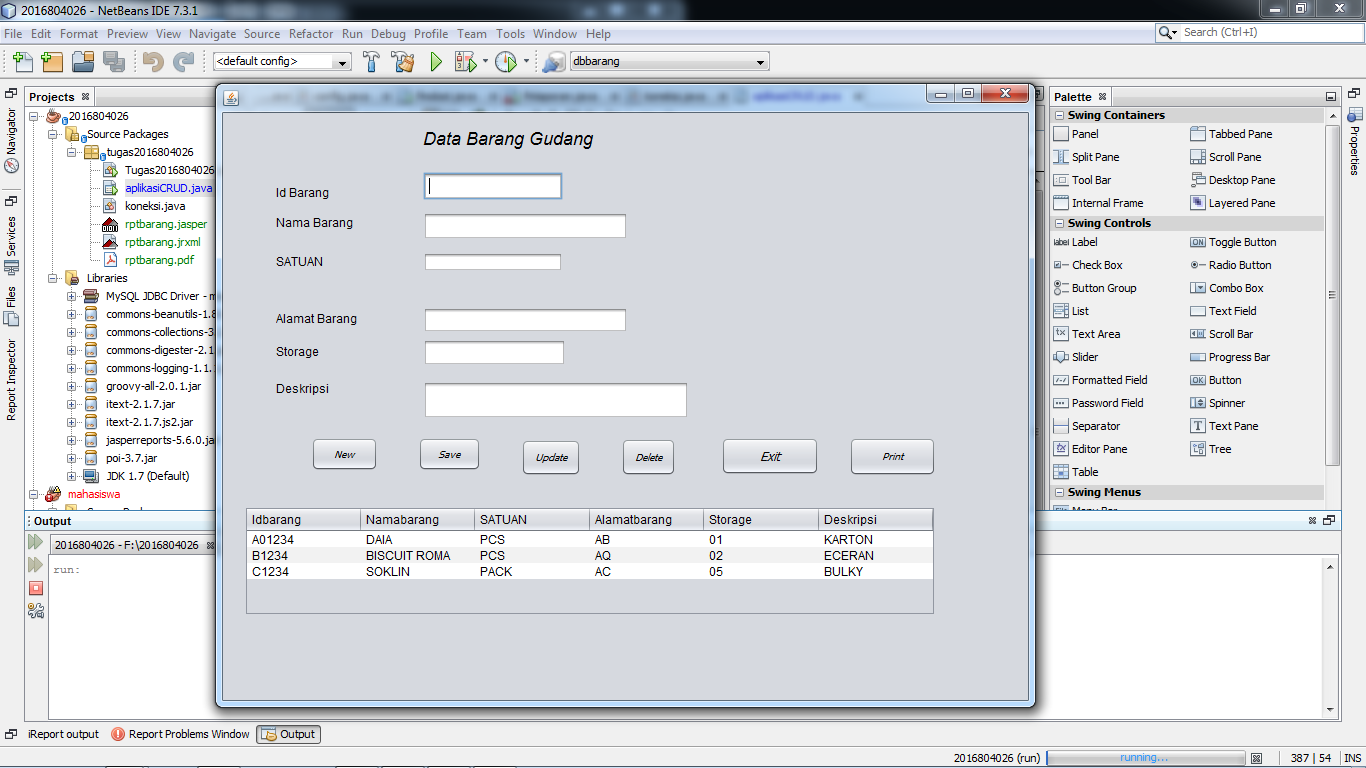 2016804026 - NetBeans IDE 7.3.1
File Edit Format Preview View Navigate Source Refactor Run Debug Profile Team Tools Window Help
Search (Ctrl+I)
<default config>
dbbarang
Projects
2016804026
Source Packages
tugas2016804026
Tugas2016804026
aplikasiCRUD.java
koneksi.java
rptbarang.jasper
rptbarang.jrxml
rptbarang.pdf
Libraries
MySQL JDBC Driver - m
commons-beanutils-1.8
commons-collections-3.
commons-digester-2.1
commons-logging-1.1.
groovy-all-2.0.1.jar
itext-2.1.7.jar
itext-2.1.7.js2.jar
jasperreports-5.6.0.ja
poi-3.7.jar
JDK 1.7 (Default)
mahasiswa
Navigator
Services
Files
Report Inspector
Data Barang Gudang
Id Barang
Nama Barang
SATUAN
Alamat Barang
Storage
Deskripsi
New Save Update Delete Exit Print
Idbarang Namabarang SATUAN Alamatbarang Storage Deskripsi
A01234 DAIA PCS AB 01 KARTON
B1234 BISCUIT ROMA PCS AQ 02 ECERAN
C1234 SOKLIN PACK AC 05 BULKY
Palette
Swing Containers
Panel Tabbed Pane
Split Pane Scroll Pane
Tool Bar Desktop Pane
Internal Frame Layered Pane
Swing Controls
label Label ON Toggle Button
Check Box Radio Button
Button Group Combo Box
List Text Field
Text Area Scroll Bar
Slider Progress Bar
Formatted Field OK Button
Password Field Spinner
Separator Text Pane
Editor Pane Tree
Table
Swing Menus
Properties
Output
2016804026 - F:\2016804026
run:
iReport output Report Problems Window Output
2016804026 (run) running... 387 | 54 INS